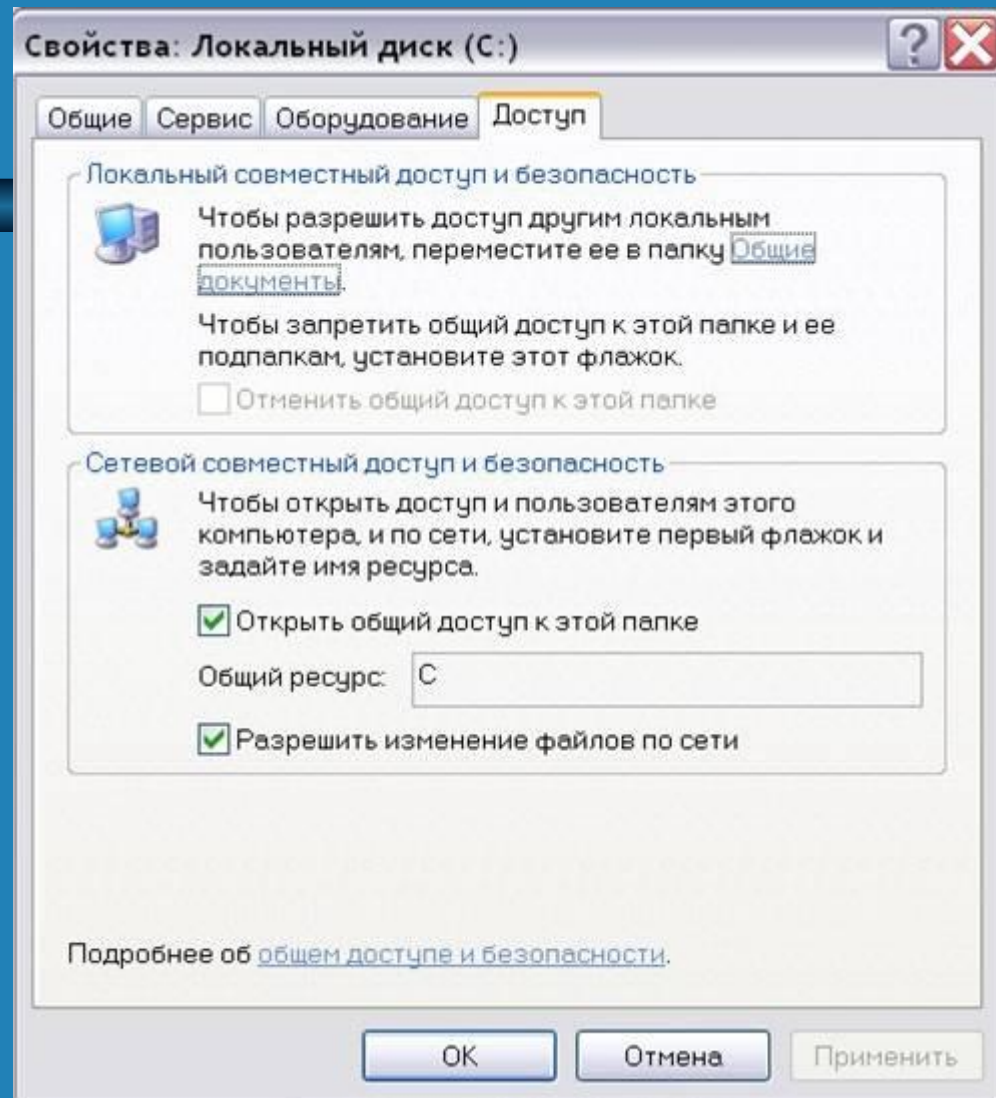 Свойства: Локальный диск (C:)
Общие Сервис Оборудование Доступ
Локальный совместный доступ и безопасность
Чтобы разрешить доступ другим локальным
пользователям, переместите ее в папку Общие
документы.
Чтобы запретить общий доступ к этой папке и ее
подпапкам, установите этот флажок.
Отменить общий доступ к этой папке
Сетевой совместный доступ и безопасность
Чтобы открыть доступ и пользователям этого
компьютера, и по сети, установите первый флажок и
задайте имя ресурса.
Открыть общий доступ к этой папке
Общий ресурс: C
Разрешить изменение файлов по сети
Подробнее об общем доступе и безопасности.
OK Отмена Применить